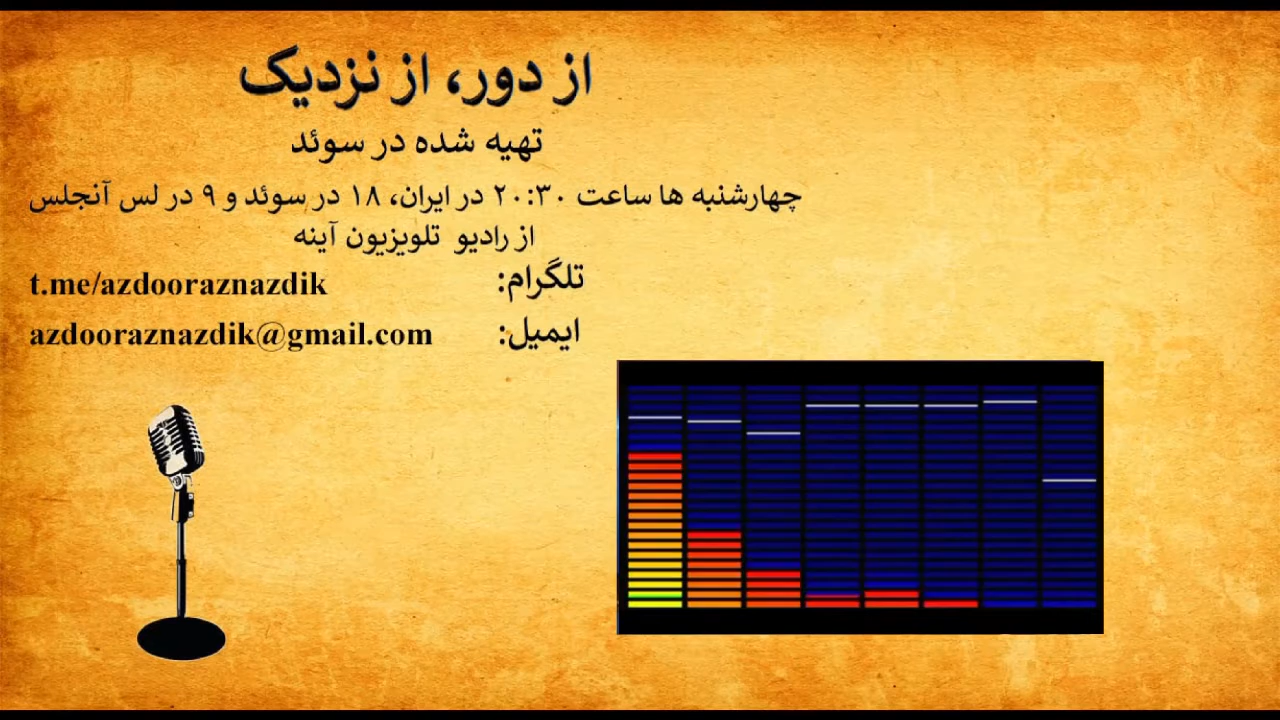 از دور، از نزدیک
تهیه شده در سوئد
چهارشنبه ها ساعت ۲۰:۳۰ در ایران، ۱۸ در سوئد و ۹ در لس آنجلس
از رادیو تلویزیون آینه
تلگرام: t.me/azdooraznazdik
ایمیل: azdooraznazdik@gmail.com